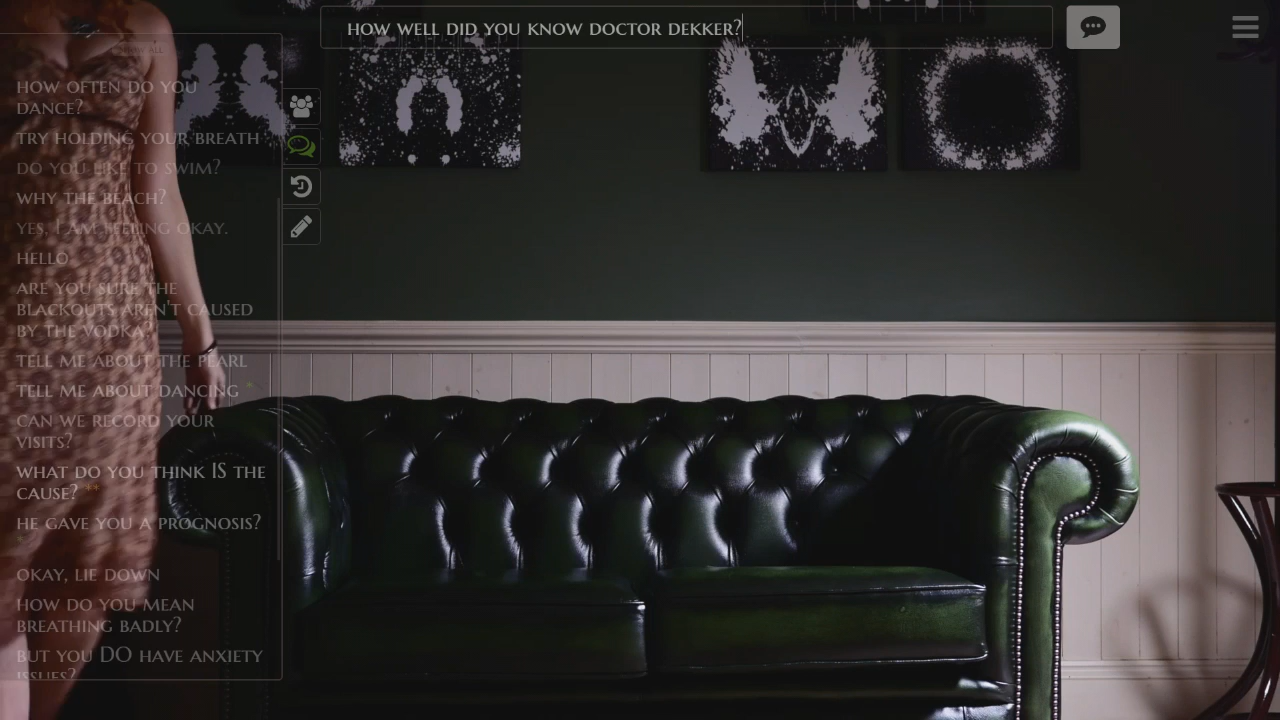 HOW WELL DID YOU KNOW DOCTOR DEKKER?
HOW OFTEN DO YOU
DANCE?
TRY HOLDING YOUR BREATH
DO YOU LIKE TO SWIM?
WHY THE BEACH?
YES, I AM FEELING OKAY.
HELLO
ARE YOU SURE THE
BLACKOUTS AREN'T CAUSED
BY THE VODKA?
TELL ME ABOUT THE PEARL
TELL ME ABOUT DANCING *
CAN WE RECORD YOUR
VISITS?
WHAT DO YOU THINK IS THE
CAUSE? **
HE GAVE YOU A PROGNOSIS?
*
OKAY, LIE DOWN
HOW DO YOU MEAN
BREATHING BADLY?
BUT YOU DO HAVE ANXIETY
ISSUES?